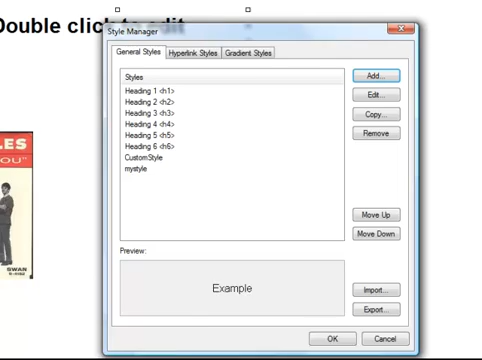 Double click to edit
Style Manager
General Styles Hyperlink Styles Gradient Styles
Styles
Heading 1 <h1>
Heading 2 <h2>
Heading 3 <h3>
Heading 4 <h4>
Heading 5 <h5>
Heading 6 <h6>
CustomStyle
mystyle
Add...
Edit...
Copy...
Remove
Move Up
Move Down
Preview:
Example
Import...
Export...
OK Cancel
LES
YOU"
SWAN